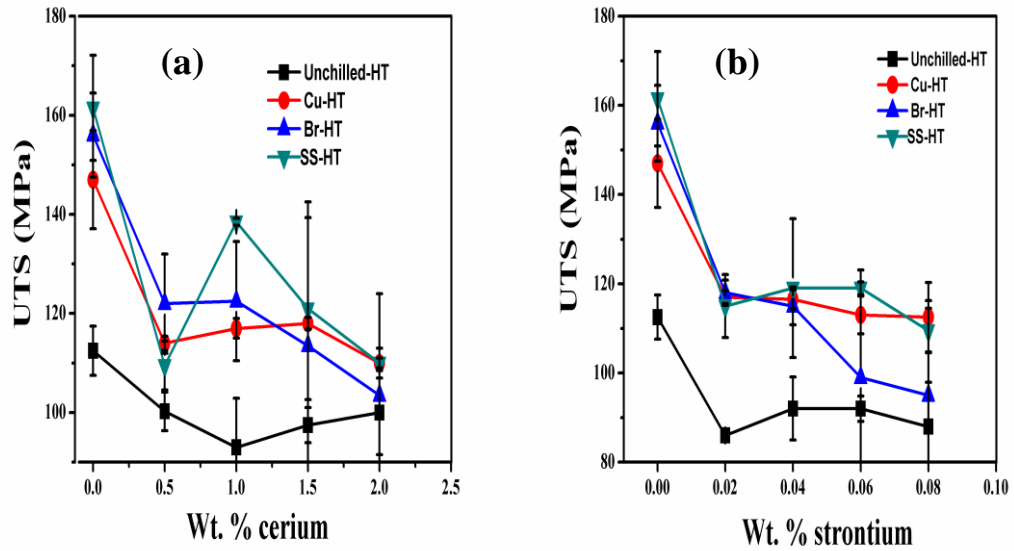 (a)
Unchilled-HT
Cu-HT
Br-HT
SS-HT
UTS (MPa)
180
160
140
120
100
0.0 0.5 1.0 1.5 2.0 2.5
Wt. % cerium
(b)
Unchilled-HT
Cu-HT
Br-HT
SS-HT
UTS (MPa)
180
160
140
120
100
80
0.00 0.02 0.04 0.06 0.08 0.10
Wt. % strontium